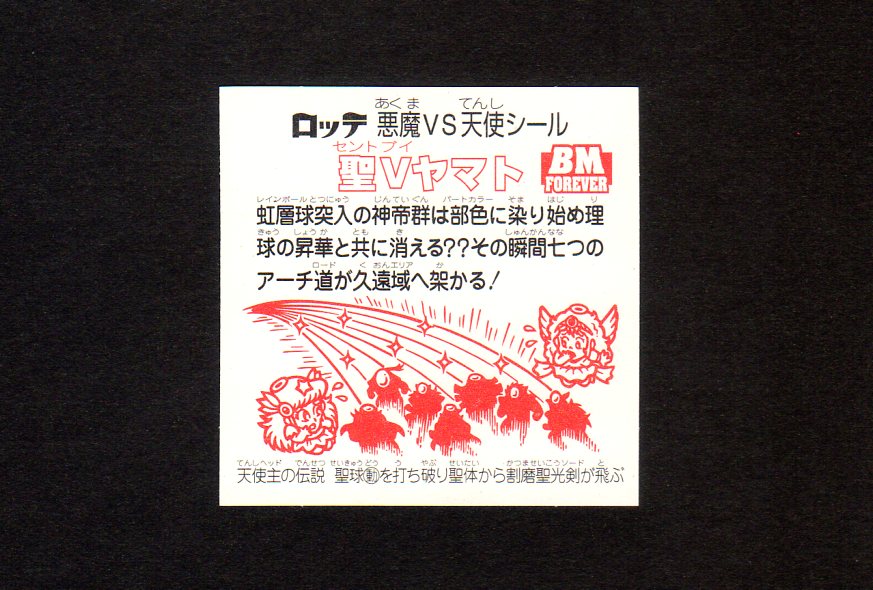 あくま てんし
ロッテ 悪魔VS天使シール
セントブイ
聖Vヤマト
BM
FOREVER
レインボールとつにゅう じんていぐん パートカラー そま はじ り
虹層球突入の神帝群は部色に染り始め理
きゅう しょうか とも き しゅんかんなな
球の昇華と共に消える??その瞬間七つの
ロード くおんエリア か
アーチ道が久遠域へ架かる!
てんしヘッド でんせつ せいきゅうどう う やぶ せいたい かつませいこうソード と
天使主の伝説 聖球動を打ち破り聖体から割磨聖光剣が飛ぶ